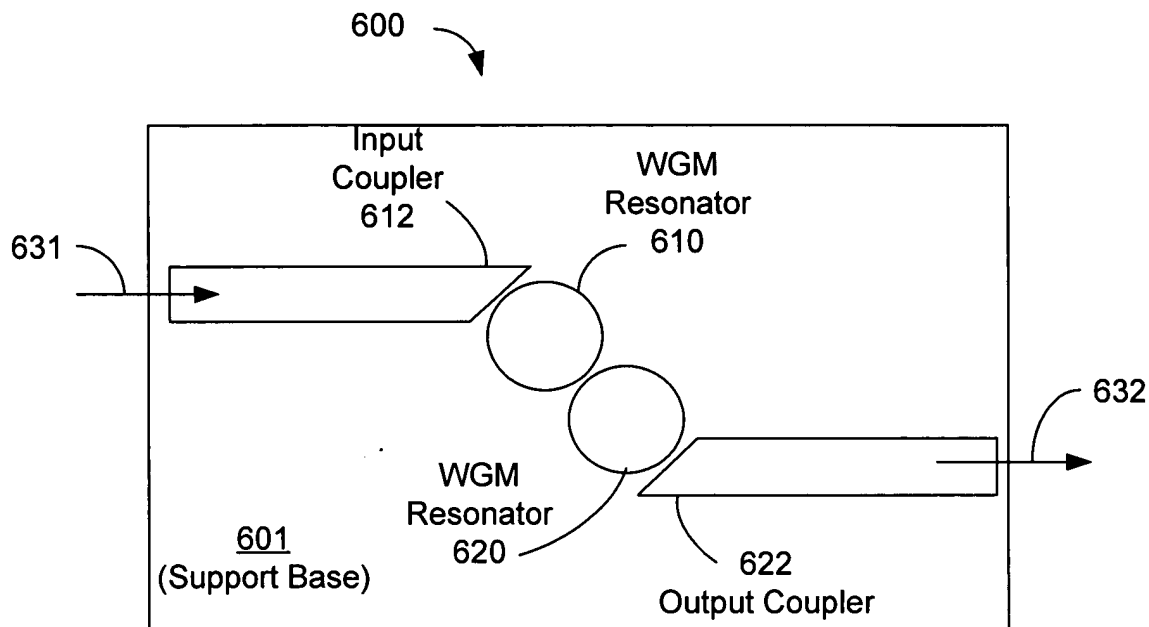 600
Input
Coupler
612
WGM
Resonator
610
631
632
WGM
Resonator
620
601
(Support Base)
622
Output Coupler